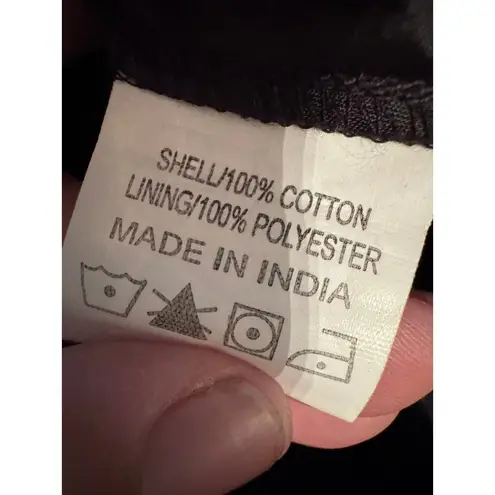 SHELL/100% COTTON
LINING/100% POLYESTER
MADE IN INDIA